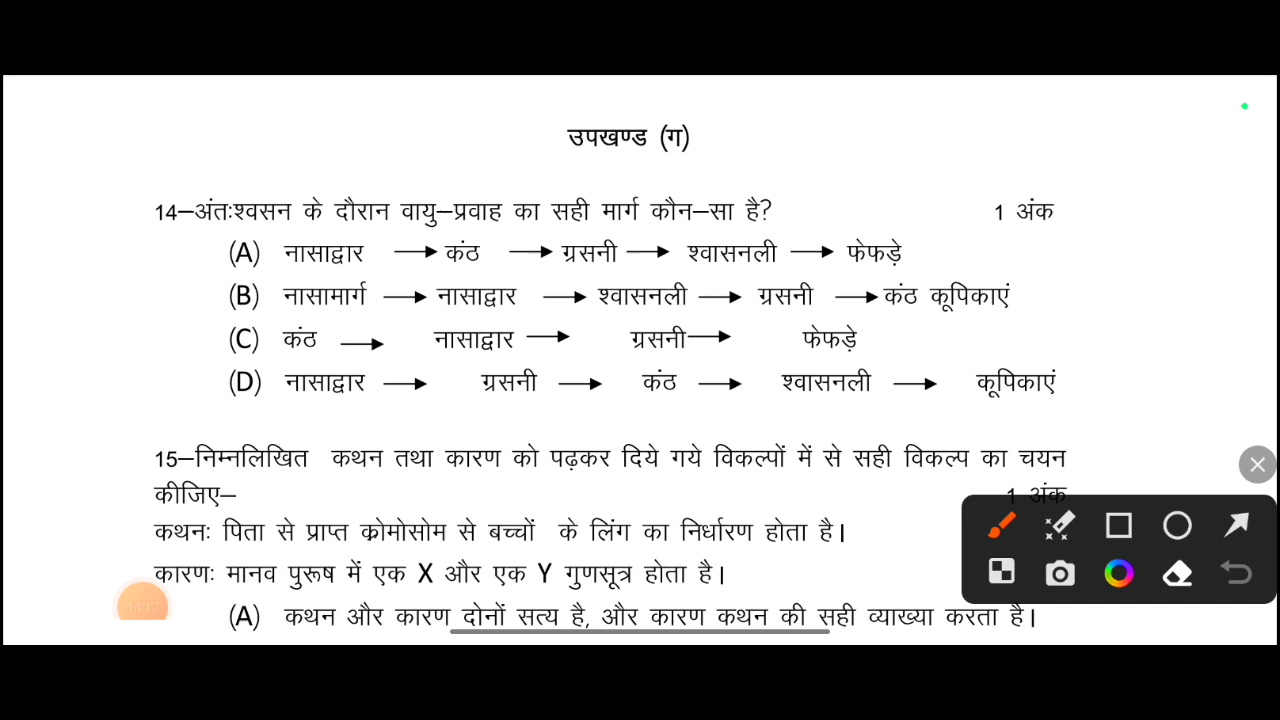 उपखण्ड (ग)
14–अंतःश्वसन के दौरान वायु–प्रवाह का सही मार्ग कौन–सा है? 1 अंक
(A) नासाद्वार ⟶ कंठ ⟶ ग्रसनी ⟶ श्वासनली ⟶ फेफड़े
(B) नासामार्ग ⟶ नासाद्वार ⟶ श्वासनली ⟶ ग्रसनी ⟶ कंठ कूपिकाएं
(C) कंठ ⟶ नासाद्वार ⟶ ग्रसनी ⟶ फेफड़े
(D) नासाद्वार ⟶ ग्रसनी ⟶ कंठ ⟶ श्वासनली ⟶ कूपिकाएं
15–निम्नलिखित कथन तथा कारण को पढ़कर दिये गये विकल्पों में से सही विकल्प का चयन
कीजिए– 1 अंक
कथनः पिता से प्राप्त क्रोमोसोम से बच्चों के लिंग का निर्धारण होता है।
कारणः मानव पुरूष में एक X और एक Y गुणसूत्र होता है।
14:17
(A) कथन और कारण दोनों सत्य है, और कारण कथन की सही व्याख्या करता है।